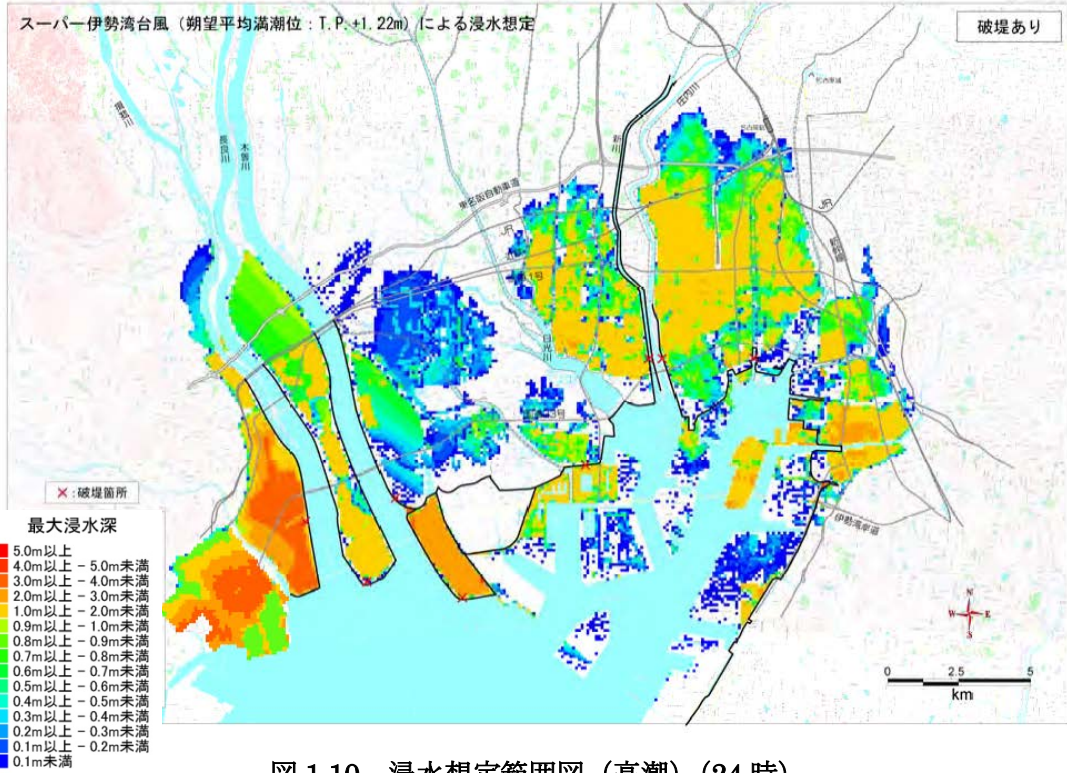 スーパー伊勢湾台風（朔望平均満潮位：T.P.+1.22m）による浸水想定
破堤あり
揖斐川
長良川
木曽川
東名阪自動車道
JR
新川
庄内川
JR
新幹線
1号
日光川
伊勢湾岸道
N
W E
S
0 2.5 5
km
×：破堤箇所
最大浸水深
5.0m以上
4.0m以上－5.0m未満
3.0m以上－4.0m未満
2.0m以上－3.0m未満
1.0m以上－2.0m未満
0.9m以上－1.0m未満
0.8m以上－0.9m未満
0.7m以上－0.8m未満
0.6m以上－0.7m未満
0.5m以上－0.6m未満
0.4m以上－0.5m未満
0.3m以上－0.4m未満
0.2m以上－0.3m未満
0.1m以上－0.2m未満
0.1m未満
図 1.10 浸水想定範囲図（高潮）（24 時）